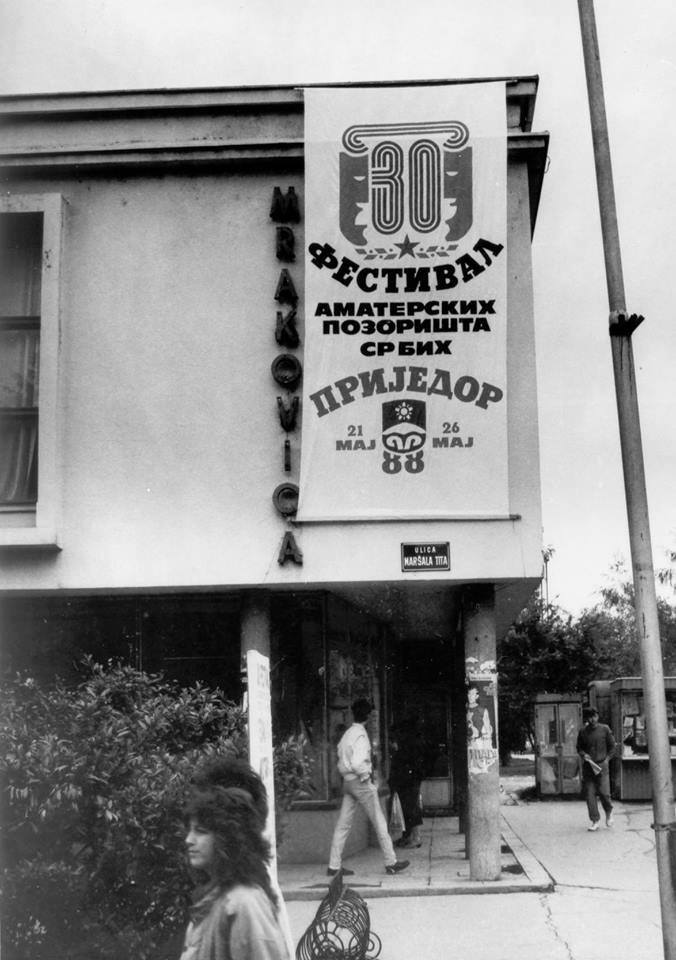 MRAKOVICA
30
ФЕСТИВАЛ
АМАТЕРСКИХ
ПОЗОРИШТА
СР БИХ
ПРИЈЕДОР
21 МАЈ
26 МАЈ
88
ULICA
MARŠALA TITA